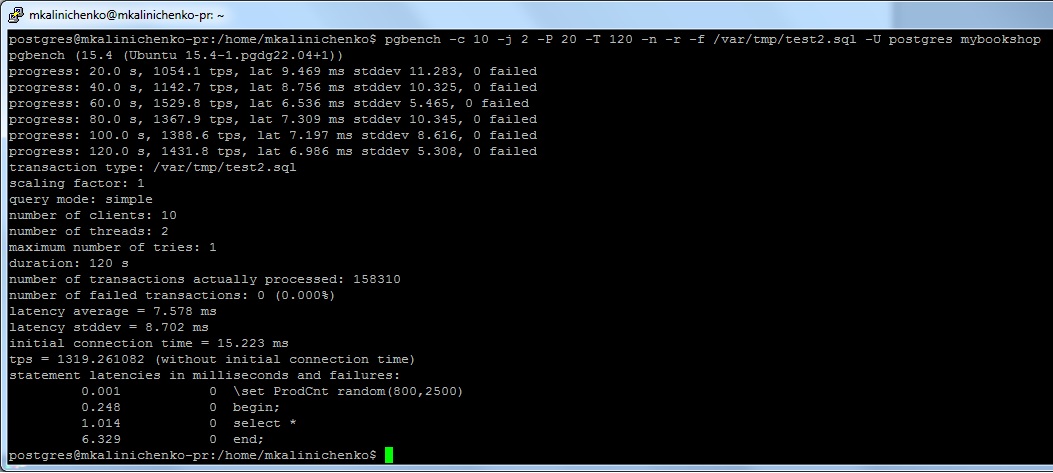 mkalinichenko@mkalinichenko-pr: ~
postgres@mkalinichenko-pr:/home/mkalinichenko$ pgbench -c 10 -j 2 -P 20 -T 120 -n -r -f /var/tmp/test2.sql -U postgres mybookshop
pgbench (15.4 (Ubuntu 15.4-1.pgdg22.04+1))
progress: 20.0 s, 1054.1 tps, lat 9.469 ms stddev 11.283, 0 failed
progress: 40.0 s, 1142.7 tps, lat 8.756 ms stddev 10.325, 0 failed
progress: 60.0 s, 1529.8 tps, lat 6.536 ms stddev 5.465, 0 failed
progress: 80.0 s, 1367.9 tps, lat 7.309 ms stddev 10.345, 0 failed
progress: 100.0 s, 1388.6 tps, lat 7.197 ms stddev 8.616, 0 failed
progress: 120.0 s, 1431.8 tps, lat 6.986 ms stddev 5.308, 0 failed
transaction type: /var/tmp/test2.sql
scaling factor: 1
query mode: simple
number of clients: 10
number of threads: 2
maximum number of tries: 1
duration: 120 s
number of transactions actually processed: 158310
number of failed transactions: 0 (0.000%)
latency average = 7.578 ms
latency stddev = 8.702 ms
initial connection time = 15.223 ms
tps = 1319.261082 (without initial connection time)
statement latencies in milliseconds and failures:
0.001 0 \set ProdCnt random(800,2500)
0.248 0 begin;
1.014 0 select *
6.329 0 end;
postgres@mkalinichenko-pr:/home/mkalinichenko$